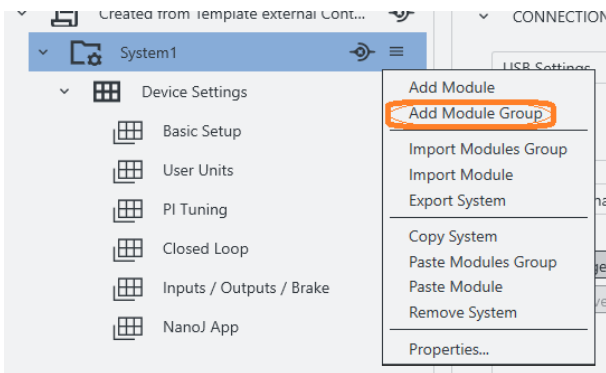 Created from Template external Cont...
System1
Device Settings
Basic Setup
User Units
PI Tuning
Closed Loop
Inputs / Outputs / Brake
NanoJ App
CONNECTION
USB Settings
Add Module
Add Module Group
Import Modules Group
Import Module
Export System
Copy System
Paste Modules Group
Paste Module
Remove System
Properties...